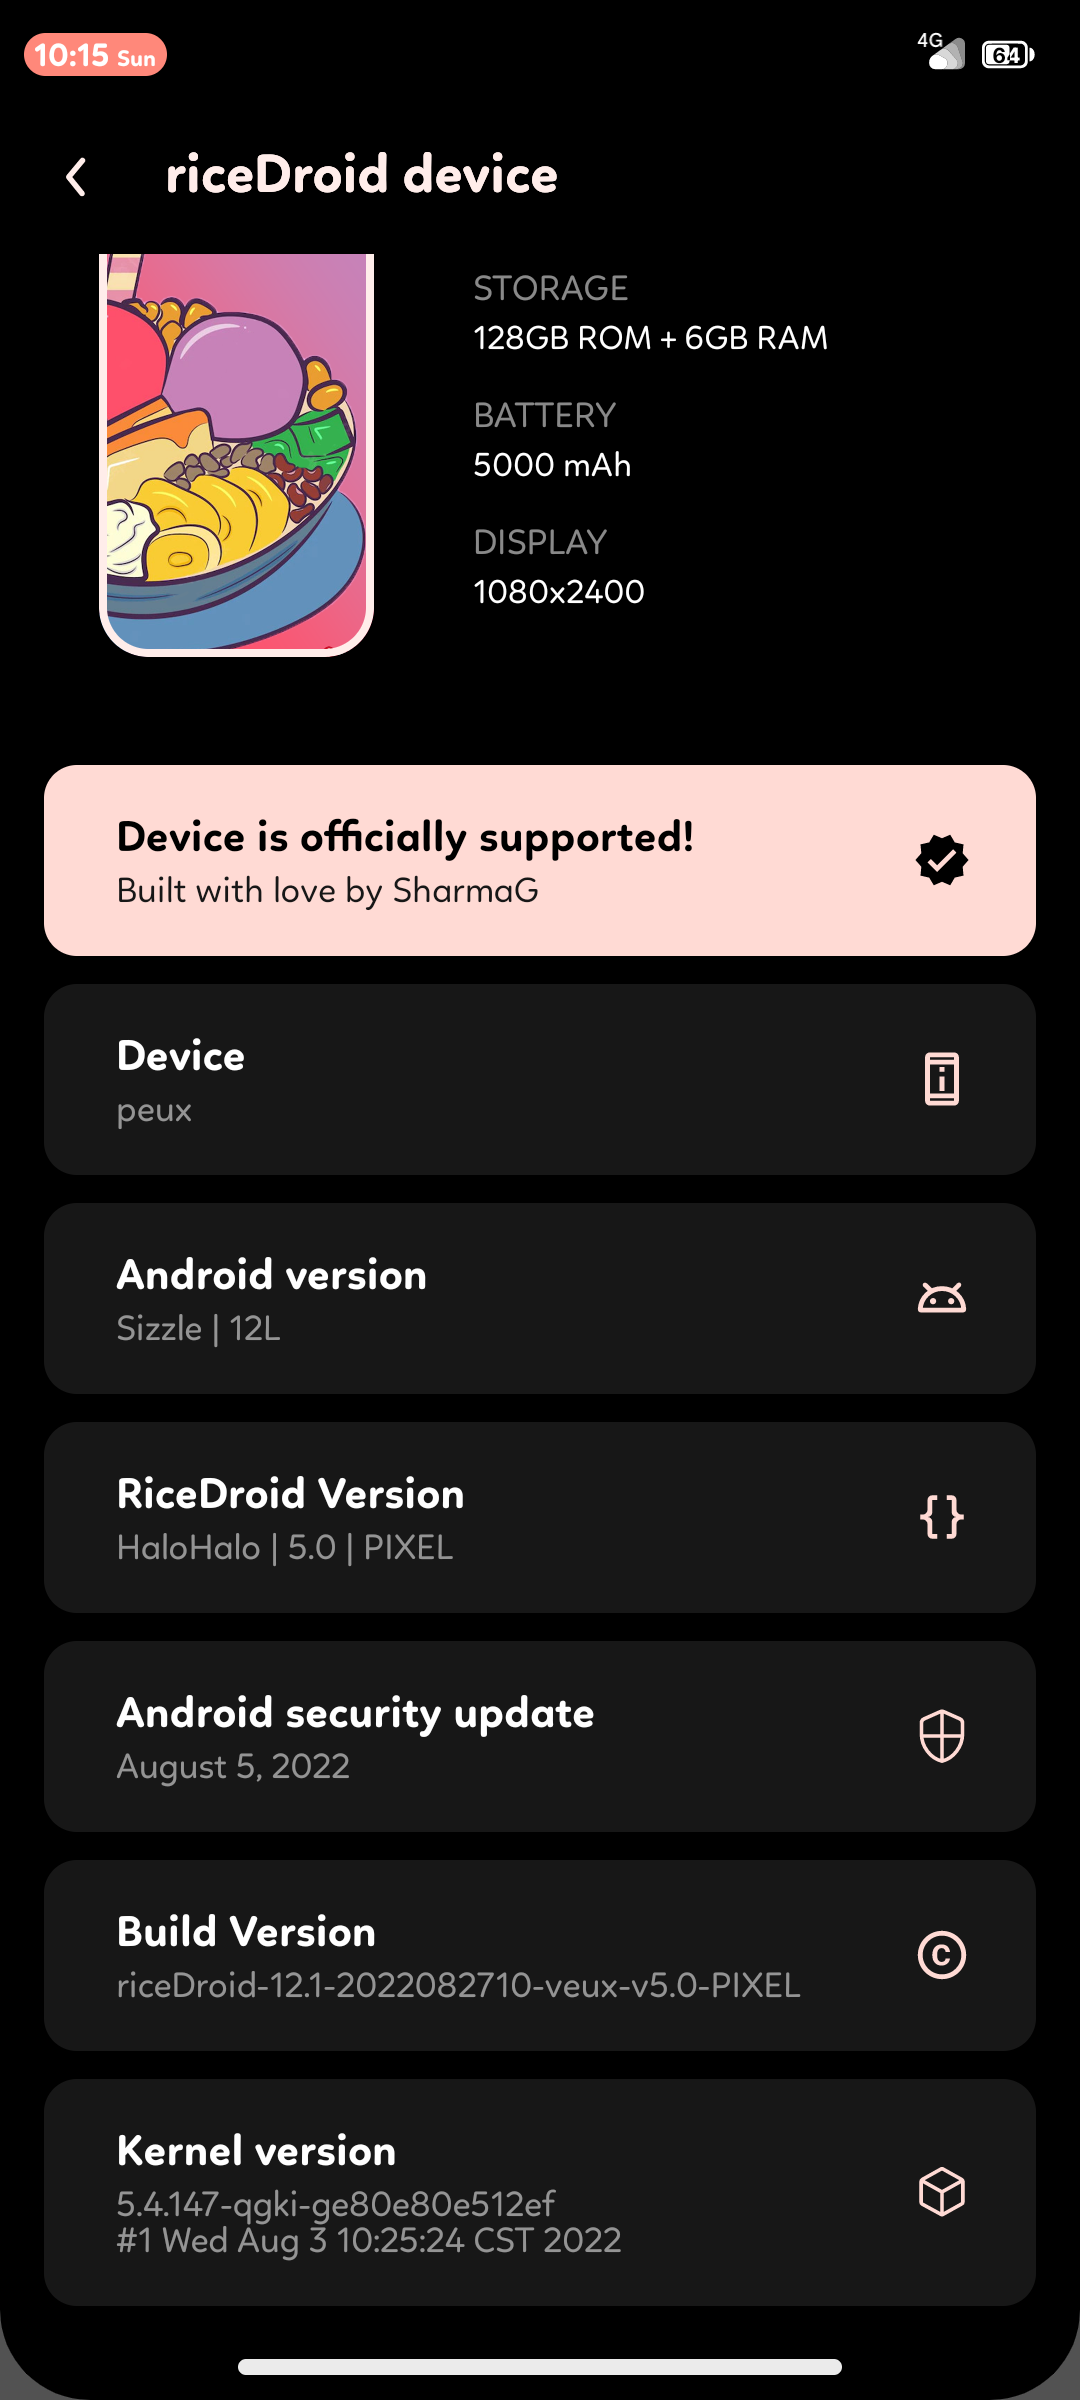 10:15 Sun
4G
64
riceDroid device
STORAGE
128GB ROM + 6GB RAM
BATTERY
5000 mAh
DISPLAY
1080x2400
Device is officially supported!
Built with love by SharmaG
Device
peux
Android version
Sizzle | 12L
RiceDroid Version
HaloHalo | 5.0 | PIXEL
{}
Android security update
August 5, 2022
Build Version
riceDroid-12.1-2022082710-veux-v5.0-PIXEL
Kernel version
5.4.147-qgki-ge80e80e512ef
#1 Wed Aug 3 10:25:24 CST 2022